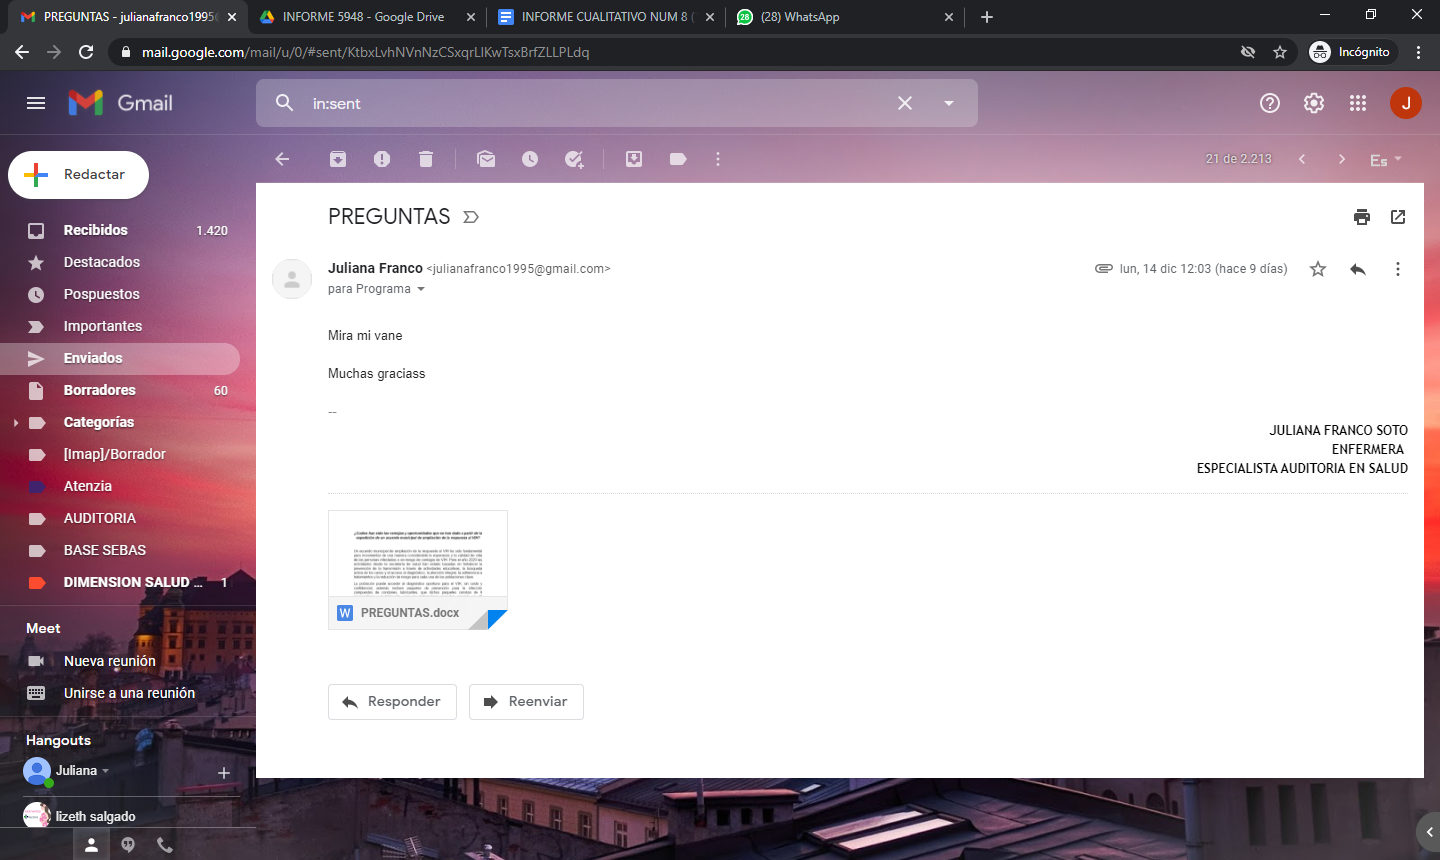 PREGUNTAS - julianafranco1995
INFORME 5948 - Google Drive
INFORME CUALITATIVO NUM 8 (
(28) WhatsApp
mail.google.com/mail/u/0/#sent/KtbxLvhNVnNzCSxqrLlKwTsxBrfZLLPLdq
Incógnito
Gmail
in:sent
J
Redactar
21 de 2.213
Es
Recibidos 1.420
Destacados
Pospuestos
Importantes
Enviados
Borradores 60
Categorías
[Imap]/Borrador
Atenzia
AUDITORIA
BASE SEBAS
DIMENSION SALUD ... 1
Meet
Nueva reunión
Unirse a una reunión
Hangouts
Juliana
lizeth salgado
PREGUNTAS
Juliana Franco <julianafranco1995@gmail.com>
lun, 14 dic 12:03 (hace 9 días)
para Programa
Mira mi vane
Muchas graciass
--
JULIANA FRANCO SOTO
ENFERMERA
ESPECIALISTA AUDITORIA EN SALUD
W PREGUNTAS.docx
Responder
Reenviar